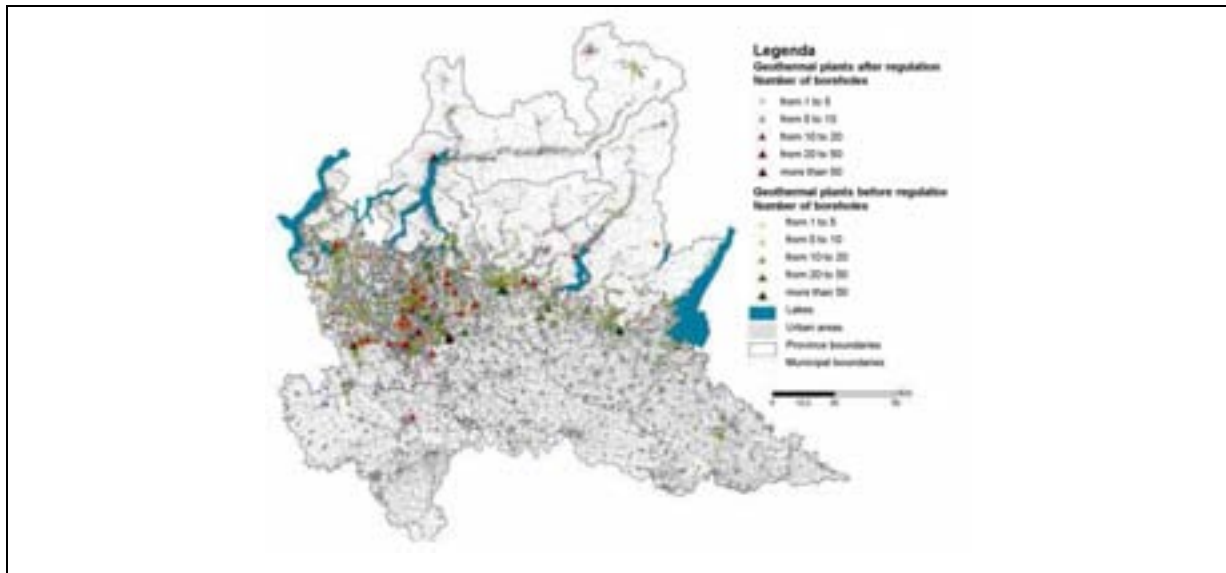 Legenda
Geothermal plants after regulation
Number of boreholes
from 1 to 5
from 5 to 10
from 10 to 20
from 20 to 50
more than 50
Geothermal plants before regulation
Number of boreholes
from 1 to 5
from 5 to 10
from 10 to 20
from 20 to 50
more than 50
Lakes
Urban areas
Province boundaries
Municipal boundaries
0